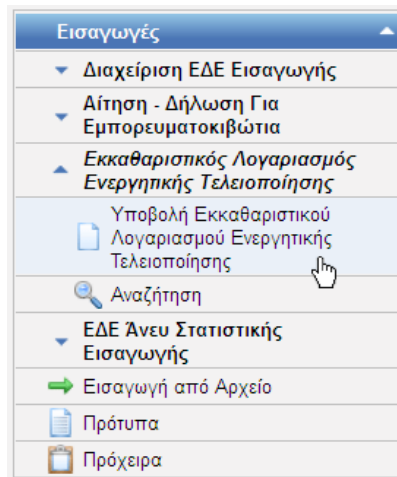 Εισαγωγές
Διαχείριση ΕΔΕ Εισαγωγής
Αίτηση - Δήλωση Για
Εμπορευματοκιβώτια
Εκκαθαριστικός Λογαριασμός
Ενεργητικής Τελειοποίησης
Υποβολή Εκκαθαριστικού
Λογαριασμού Ενεργητικής
Τελειοποίησης
Αναζήτηση
ΕΔΕ Άνευ Στατιστικής
Εισαγωγής
Εισαγωγή από Αρχείο
Πρότυπα
Πρόχειρα